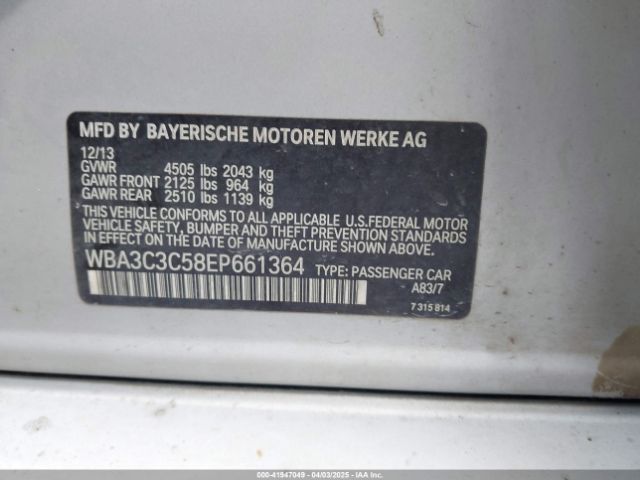 MFD BY BAYERISCHE MOTOREN WERKE AG
12/13
GVWR 4505 lbs 2043 kg
GAWR FRONT 2125 lbs 964 kg
GAWR REAR 2510 lbs 1139 kg
THIS VEHICLE CONFORMS TO ALL APPLICABLE U.S.FEDERAL MOTOR
VEHICLE SAFETY, BUMPER AND THEFT PREVENTION STANDARDS
IN EFFECT ON THE DATE OF MANUFACTURE SHOWN ABOVE.
WBA3C3C58EP661364 TYPE: PASSENGER CAR
A83/7
7 315 814
000-41947049 - 04/03/2025 - IAAI.COM